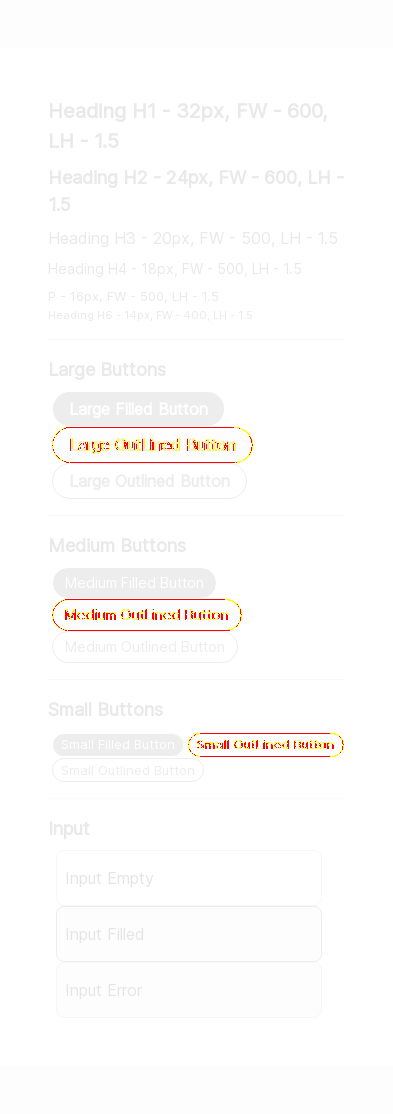 Heading H1 - 32px, FW - 600,
LH - 1.5
Heading H2 - 24px, FW - 600, LH -
1.5
Heading H3 - 20px, FW - 500, LH - 1.5
Heading H4 - 18px, FW - 500, LH - 1.5
P - 16px, FW - 500, LH - 1.5
Heading H6 - 14px, FW - 400, LH - 1.5
Large Buttons
Large Filled Button
Large Outlined Button
Large Outlined Button
Medium Buttons
Medium Filled Button
Medium Outlined Button
Medium Outlined Button
Small Buttons
Small Filled Button Small Outlined Button
Small Outlined Button
Input
Input Empty
Input Filled
Input Error